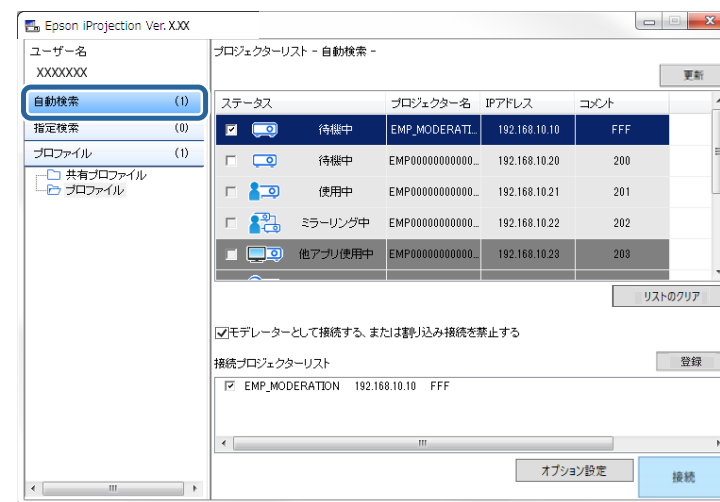 Epson iProjection Ver. X.XX
ユーザー名
XXXXXXX
自動検索 (1)
指定検索 (0)
プロファイル (1)
共有プロファイル
プロファイル
プロジェクターリスト - 自動検索 -
更新
ステータス プロジェクター名 IPアドレス コメント
待機中 EMP_MODERATI... 192.168.10.10 FFF
待機中 EMP00000000000... 192.168.10.20 200
使用中 EMP00000000000... 192.168.10.21 201
ミラーリング中 EMP00000000000... 192.168.10.22 202
他アプリ使用中 EMP00000000000... 192.168.10.23 203
リストのクリア
モデレーターとして接続する、または割り込み接続を禁止する
接続プロジェクターリスト
登録
EMP_MODERATION 192.168.10.10 FFF
オプション設定
接続